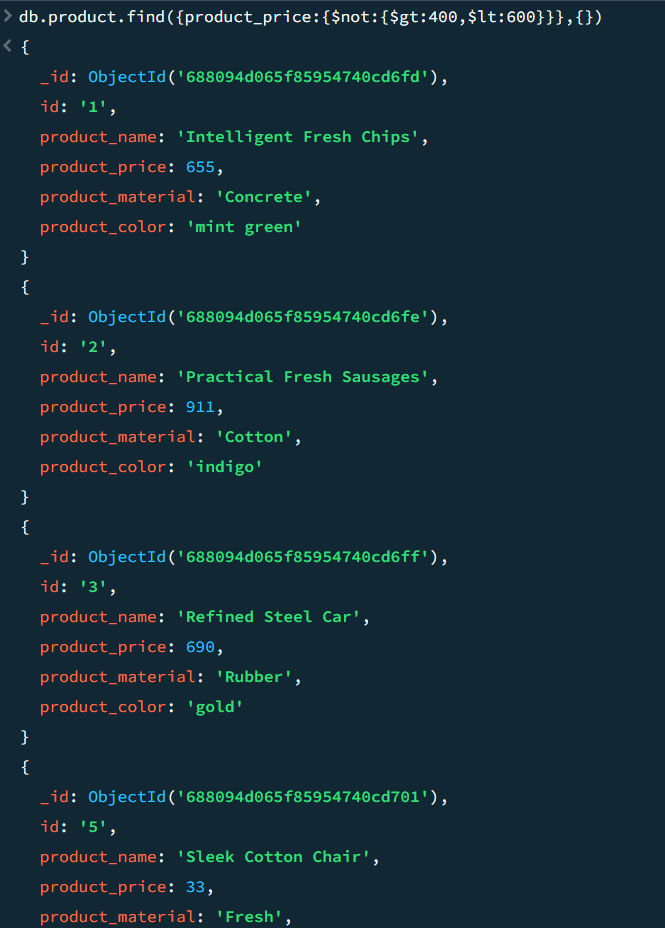 > db.product.find({product_price:{$not:{$gt:400,$lt:600}}},{})
< {
_id: ObjectId('688094d065f85954740cd6fd'),
id: '1',
product_name: 'Intelligent Fresh Chips',
product_price: 655,
product_material: 'Concrete',
product_color: 'mint green'
}
{
_id: ObjectId('688094d065f85954740cd6fe'),
id: '2',
product_name: 'Practical Fresh Sausages',
product_price: 911,
product_material: 'Cotton',
product_color: 'indigo'
}
{
_id: ObjectId('688094d065f85954740cd6ff'),
id: '3',
product_name: 'Refined Steel Car',
product_price: 690,
product_material: 'Rubber',
product_color: 'gold'
}
{
_id: ObjectId('688094d065f85954740cd701'),
id: '5',
product_name: 'Sleek Cotton Chair',
product_price: 33,
product_material: 'Fresh',